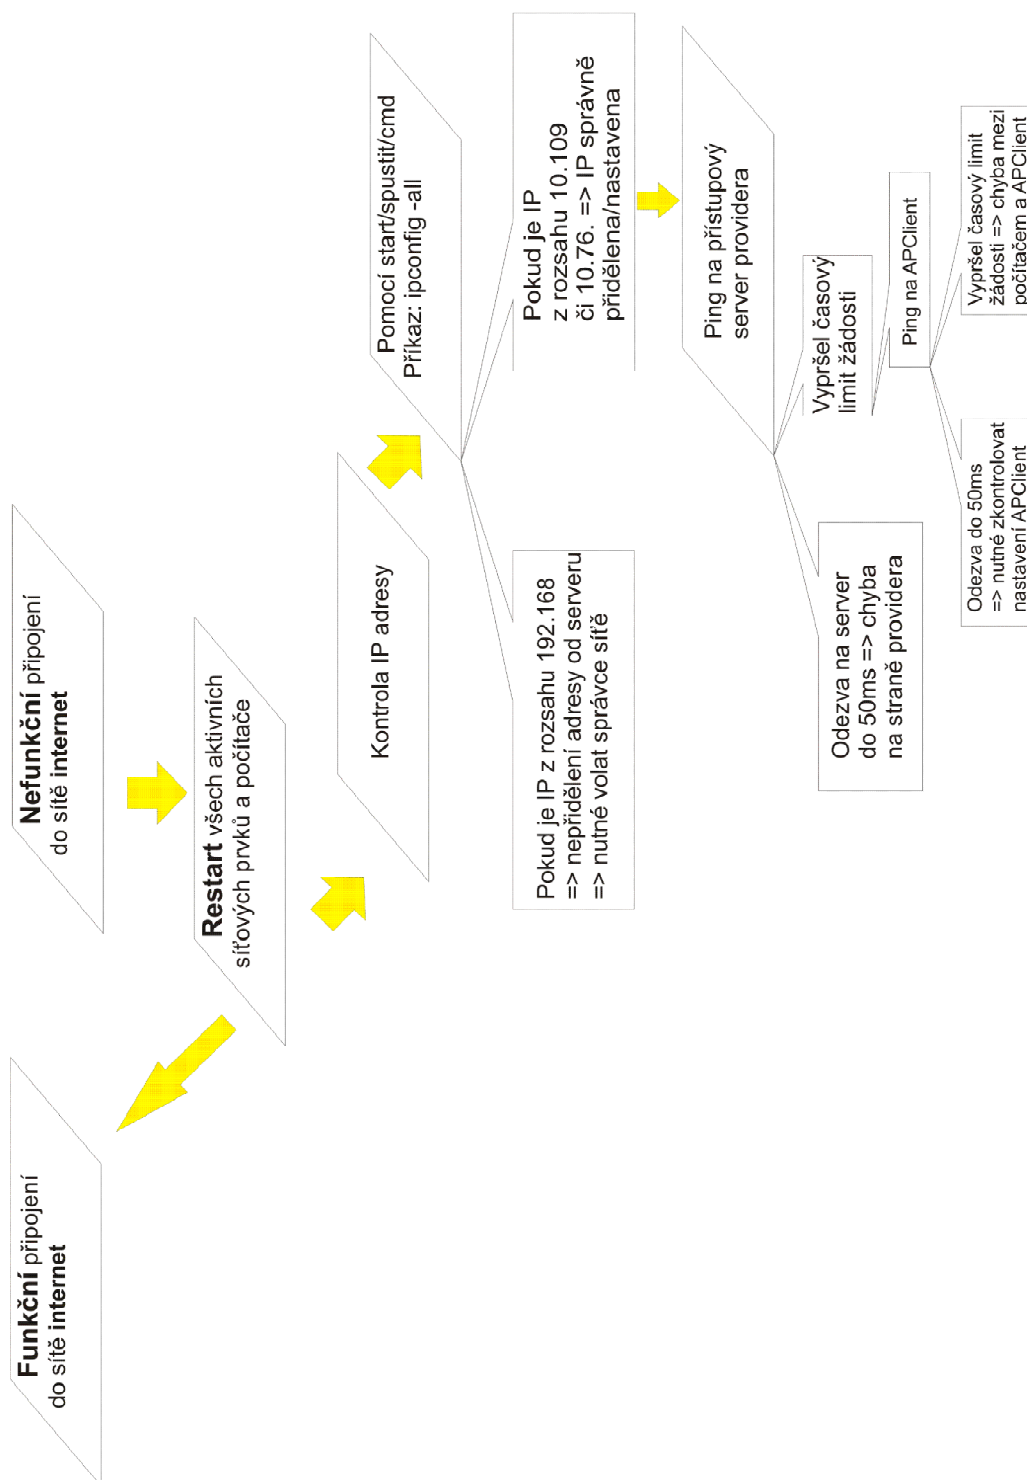 Nefunkční připojení
do sítě internet
Funkční připojení
do sítě internet
Restart všech aktivních
síťových prvků a počítače
Kontrola IP adresy
Pomocí start/spustit/cmd
Příkaz: ipconfig -all
Pokud je IP z rozsahu 192.168
=> nepřidělení adresy od serveru
=> nutné volat správce sítě
Pokud je IP
z rozsahu 10.109
či 10.76. => IP správně
přidělena/nastavena
Ping na přístupový
server providera
Odezva na server
do 50ms => chyba
na straně providera
Vypršel časový
limit žádosti
Ping na APClient
Odezva do 50ms
=> nutné zkontrolovat
nastavení APClient
Vypršel časový limit
žádosti => chyba mezi
počítačem a APClient